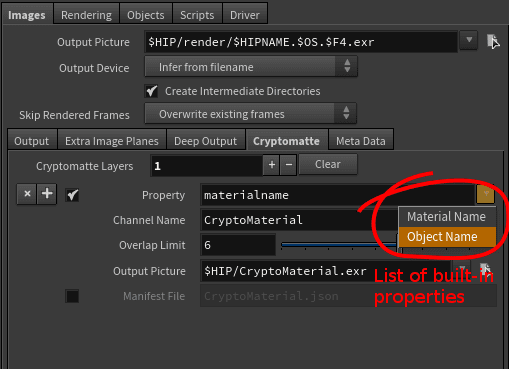 Images Rendering Objects Scripts Driver
Output Picture $HIP/render/$HIPNAME.$OS.$F4.exr
Output Device Infer from filename
Create Intermediate Directories
Skip Rendered Frames Overwrite existing frames
Output Extra Image Planes Deep Output Cryptomatte Meta Data
Cryptomatte Layers 1 + − Clear
× + Property materialname
Channel Name CryptoMaterial Material Name
Overlap Limit 6 Object Name
Output Picture $HIP/CryptoMaterial.exr List of built-in
Manifest File CryptoMaterial.json properties